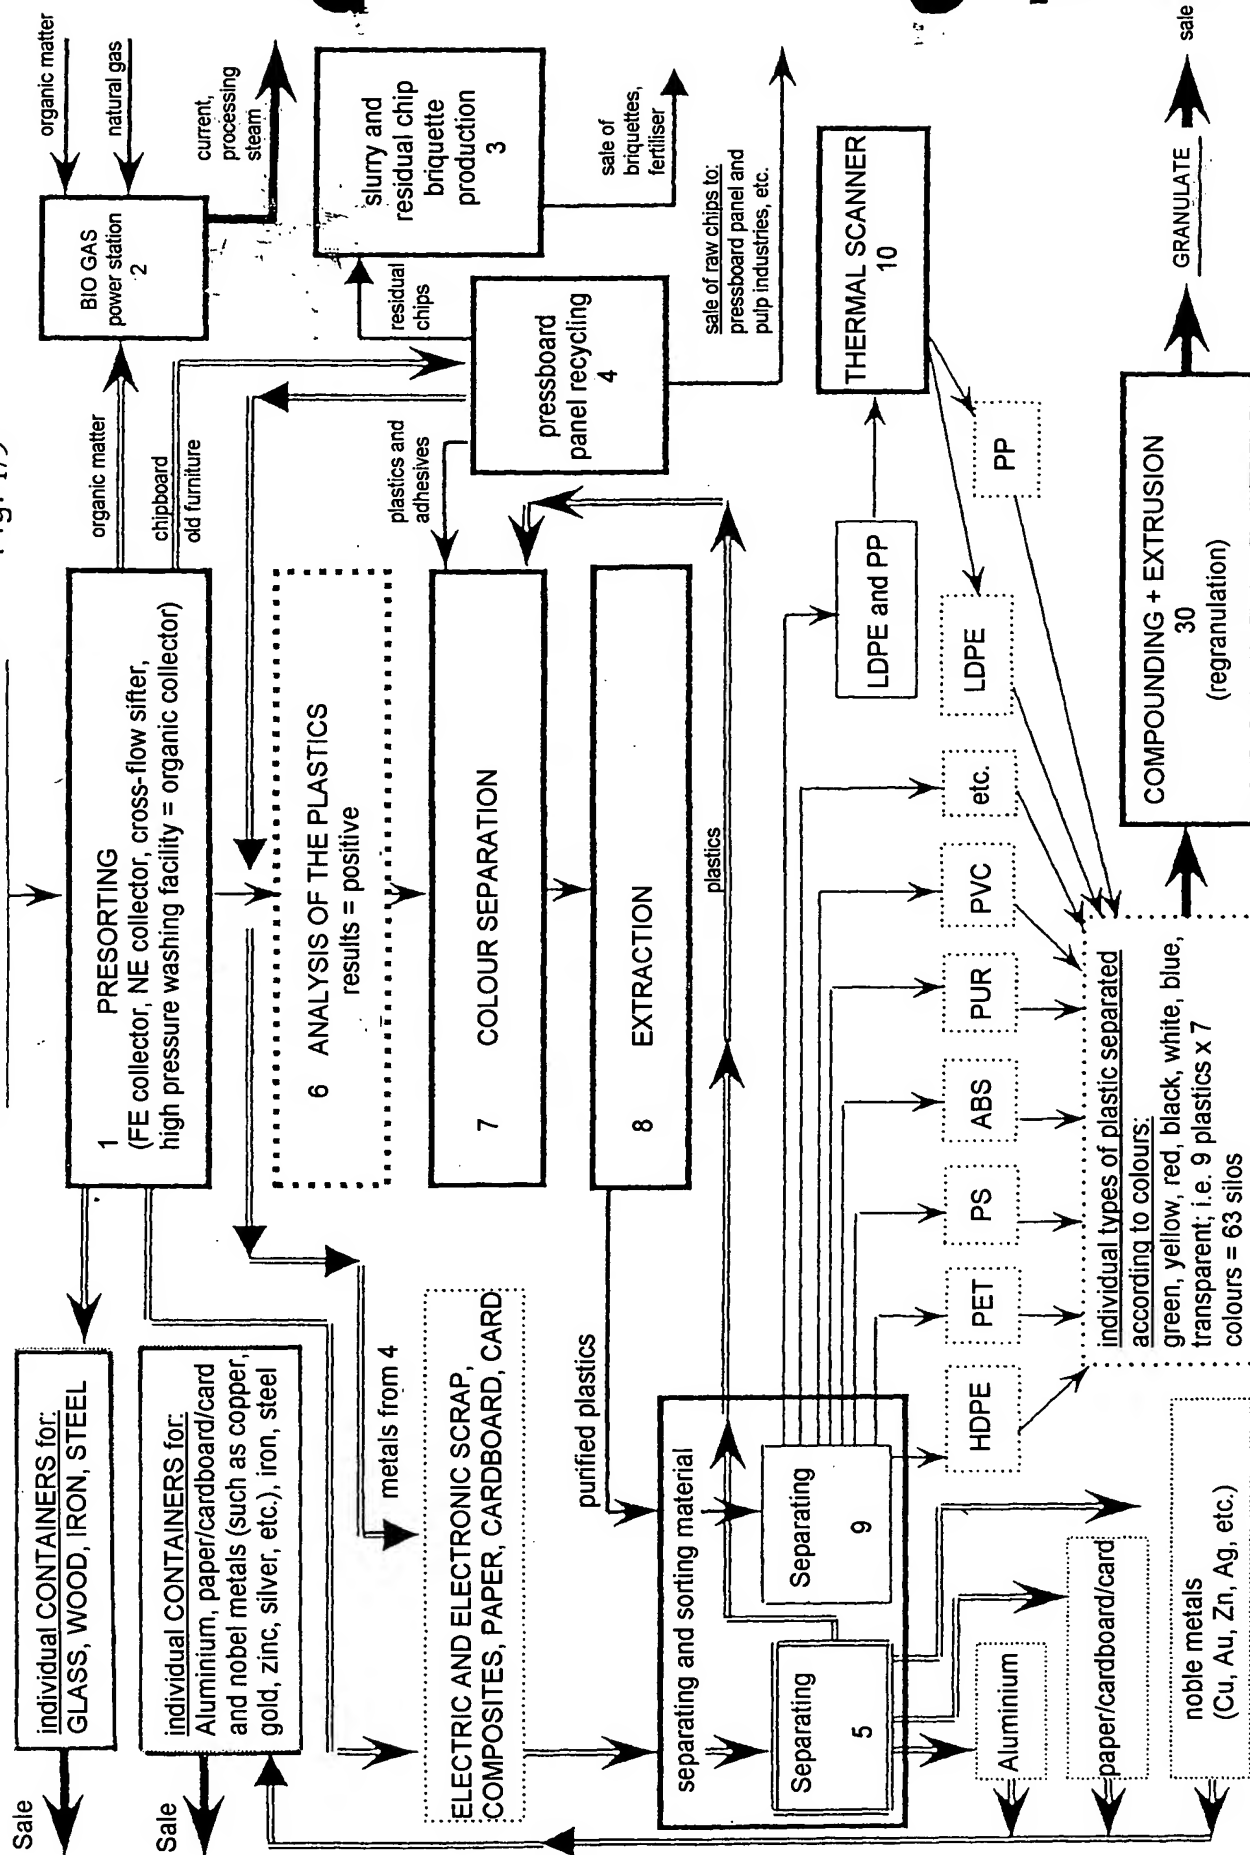 organic matter
natural gas
BIO GAS
power station
2
current,
processing
steam
organic matter
chipboard
old furniture
slurry and
residual chip
briquette
production
3
residual
chips
sale of
briquettes,
fertiliser
pressboard
panel recycling
4
plastics and
adhesives
sale of raw chips to:
pressboard panel and
pulp industries, etc.
1 PRESORTING
(FE collector, NE collector, cross-flow sifter,
high pressure washing facility = organic collector)
individual CONTAINERS for:
GLASS, WOOD, IRON, STEEL
Sale
individual CONTAINERS for:
Aluminium, paper/cardboard/card
and nobel metals (such as copper,
gold, zinc, silver, etc.), iron, steel
Sale
6 ANALYSIS OF THE PLASTICS
results = positive
7 COLOUR SEPARATION
8 EXTRACTION
metals from 4
ELECTRIC AND ELECTRONIC SCRAP,
COMPOSITES, PAPER, CARDBOARD, CARD
purified plastics
plastics
separating and sorting material
Separating
5
Separating
9
THERMAL SCANNER
10
LDPE and PP
PP
LDPE
etc.
PVC
PUR
ABS
PS
PET
HDPE
Aluminium
paper/cardboard/card
noble metals
(Cu, Au, Zn, Ag, etc.)
individual types of plastic separated
according to colours:
green, yellow, red, black, white, blue,
transparent; i.e. 9 plastics x 7
colours = 63 silos
COMPOUNDING + EXTRUSION
30
(regranulation)
GRANULATE
sale